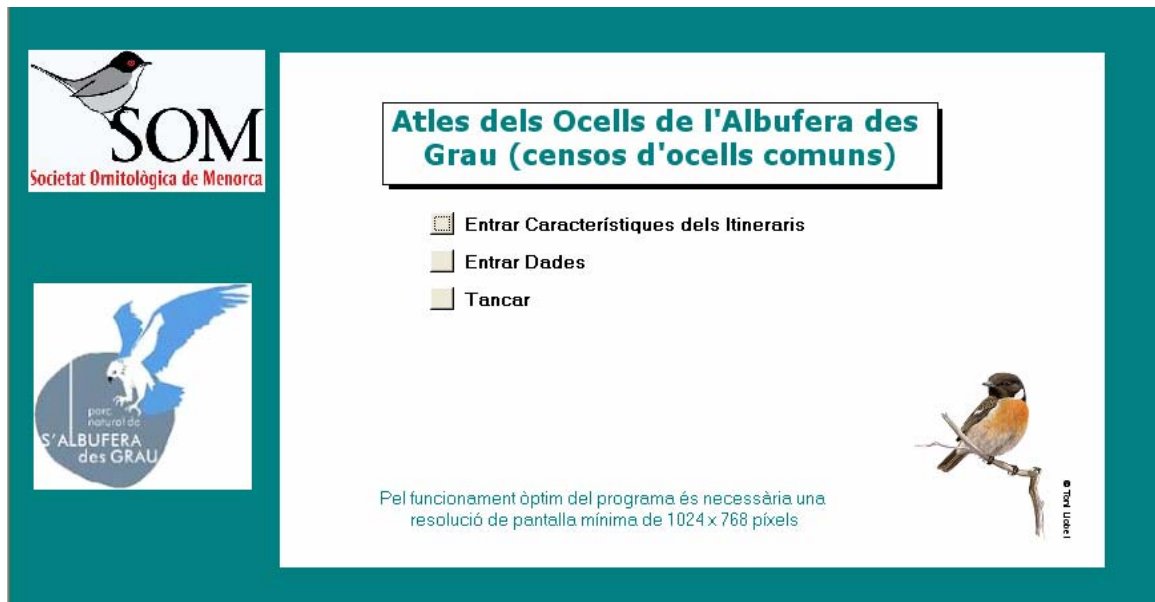 SOM
Societat Ornitològica de Menorca
parc
natural de
S'ALBUFERA
des GRAU
Atles dels Ocells de l'Albufera des
Grau (censos d'ocells comuns)
Entrar Característiques dels Itineraris
Entrar Dades
Tancar
Pel funcionament òptim del programa és necessària una
resolució de pantalla mínima de 1024 x 768 píxels
© Toni Llobet